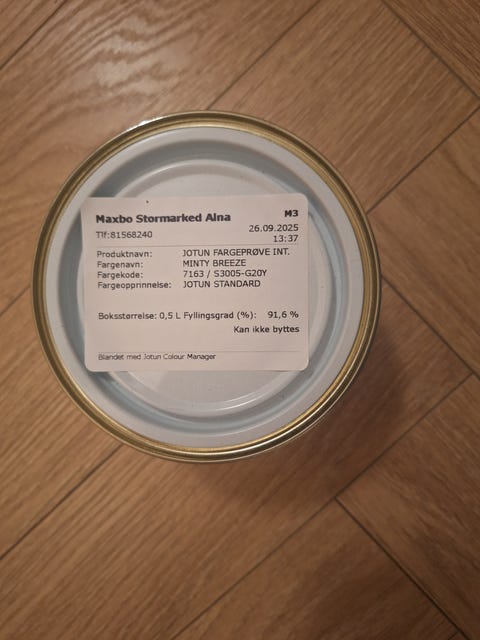 Maxbo Stormarked Alna M3
Tlf:81568240 26.09.2025
13:37
Produktnavn: JOTUN FARGEPRØVE INT.
Fargenavn: MINTY BREEZE
Fargekode: 7163 / S3005-G20Y
Fargeopprinnelse: JOTUN STANDARD
Boksstørrelse: 0,5 L Fyllingsgrad (%): 91,6 %
Kan ikke byttes
Blandet med Jotun Colour Manager